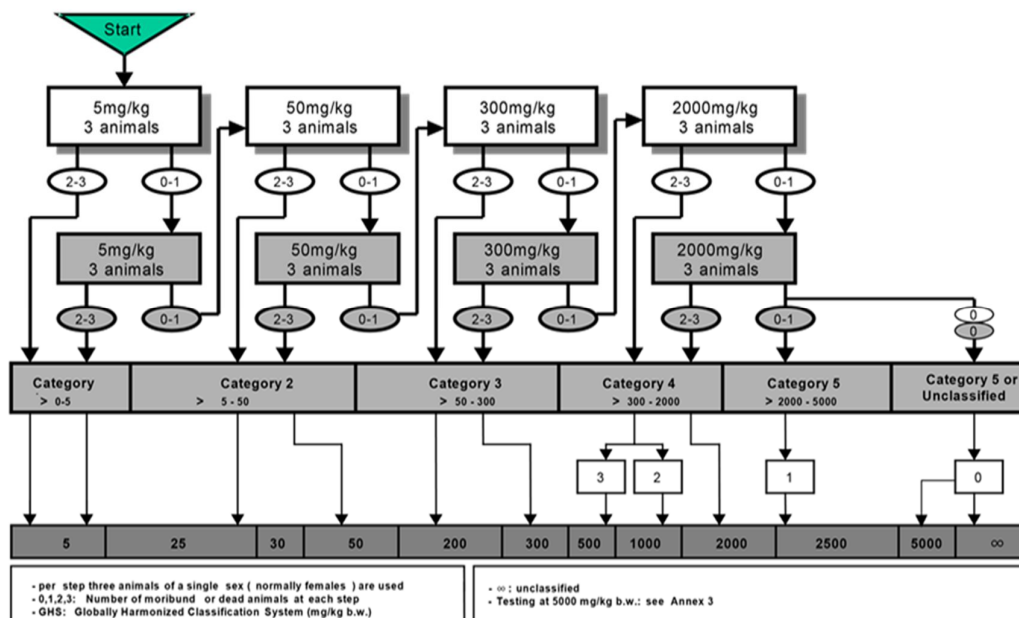 Start
5mg/kg
3 animals
50mg/kg
3 animals
300mg/kg
3 animals
2000mg/kg
3 animals
2-3
0-1
2-3
0-1
2-3
0-1
2-3
0-1
5mg/kg
3 animals
50mg/kg
3 animals
300mg/kg
3 animals
2000mg/kg
3 animals
2-3
0-1
2-3
0-1
2-3
0-1
2-3
0-1
0
0
Category
> 0-5
Category 2
> 5 - 50
Category 3
> 50 - 300
Category 4
> 300 - 2000
Category 5
> 2000 - 5000
Category 5 or
Unclassified
3
2
1
0
5
25
30
50
200
300
500
1000
2000
2500
5000
∞
- per step three animals of a single sex ( normally females ) are used
- 0,1,2,3: Number of moribund or dead animals at each step
- GHS: Globally Harmonized Classification System (mg/kg b.w.)
- ∞ : unclassified
- Testing at 5000 mg/kg b.w.: see Annex 3